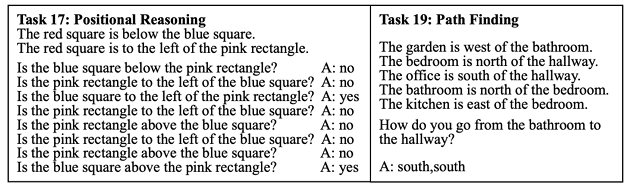 Task 17: Positional Reasoning
The red square is below the blue square.
The red square is to the left of the pink rectangle.
Is the blue square below the pink rectangle? A: no
Is the pink rectangle to the left of the blue square? A: no
Is the blue square to the left of the pink rectangle? A: yes
Is the pink rectangle to the left of the blue square? A: no
Is the pink rectangle above the blue square? A: no
Is the pink rectangle to the left of the blue square? A: no
Is the pink rectangle above the blue square? A: no
Is the blue square above the pink rectangle? A: yes
Task 19: Path Finding
The garden is west of the bathroom.
The bedroom is north of the hallway.
The office is south of the hallway.
The bathroom is north of the bedroom.
The kitchen is east of the bedroom.
How do you go from the bathroom to
the hallway?
A: south,south